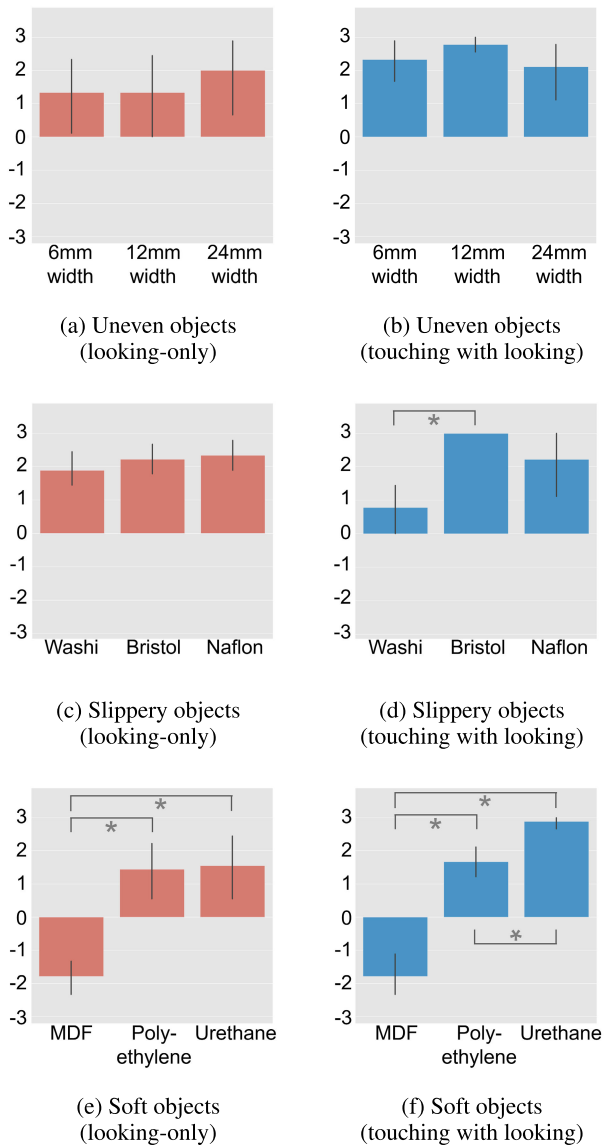 3
2
1
0
-1
-2
-3
6mm
width
12mm
width
24mm
width
(a) Uneven objects
(looking-only)
3
2
1
0
-1
-2
-3
6mm
width
12mm
width
24mm
width
(b) Uneven objects
(touching with looking)
3
2
1
0
-1
-2
-3
Washi Bristol Naflon
(c) Slippery objects
(looking-only)
*
3
2
1
0
-1
-2
-3
Washi Bristol Naflon
(d) Slippery objects
(touching with looking)
*
*
3
2
1
0
-1
-2
-3
MDF Poly- Urethane
ethylene
(e) Soft objects
(looking-only)
*
*
3
2
1
0
*
-1
-2
-3
MDF Poly- Urethane
ethylene
(f) Soft objects
(touching with looking)